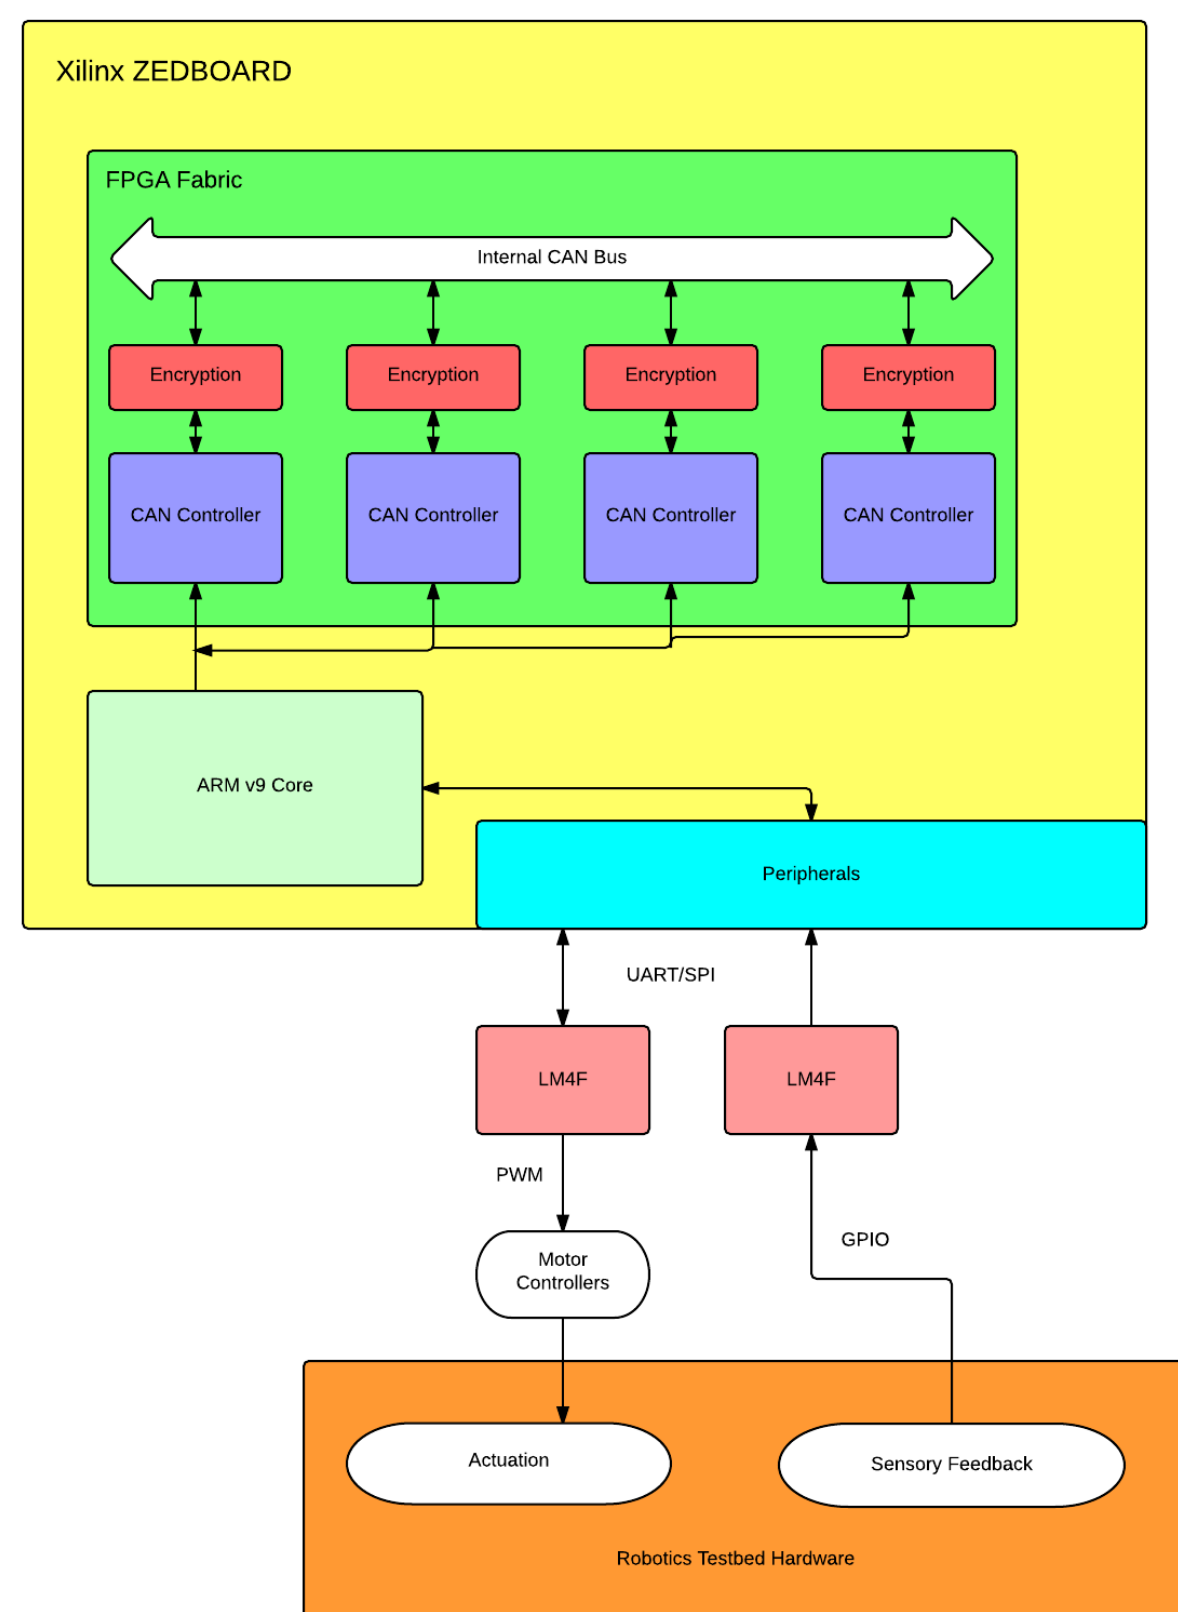 Xilinx ZEDBOARD
FPGA Fabric
Internal CAN Bus
Encryption
Encryption
Encryption
Encryption
CAN Controller
CAN Controller
CAN Controller
CAN Controller
ARM v9 Core
Peripherals
UART/SPI
LM4F
LM4F
PWM
GPIO
Motor
Controllers
Actuation
Sensory Feedback
Robotics Testbed Hardware